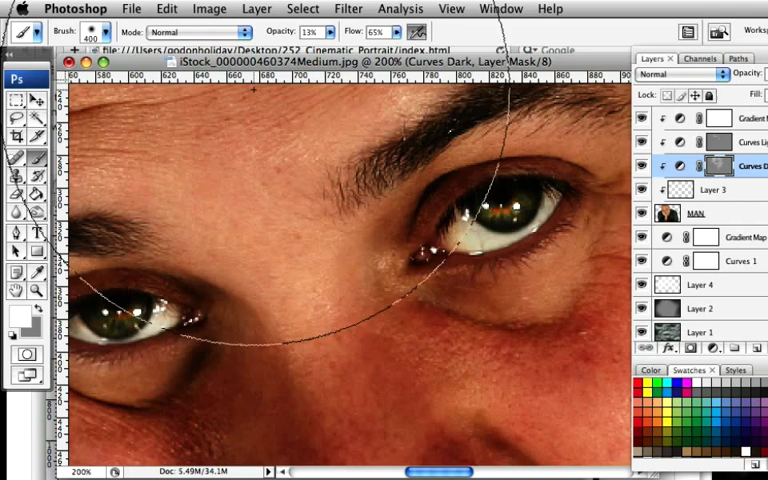 Photoshop File Edit Image Layer Select Filter Analysis View Window Help
Brush: 400 Mode: Normal Opacity: 13% Flow: 65%
file:///Users/godonholiday/Desktop/252_Cinematic_Portrait/index.html Google
iStock_000000460374Medium.jpg @ 200% (Curves Dark, Layer Mask/8)
Layers × Channels Paths
Normal Opacity:
Lock: Fill:
Ps
Gradient
Curves Li
Curves D
Layer 3
MAN
Gradient Map
Curves 1
Layer 4
Layer 2
Layer 1
Color Swatches × Styles
200% Doc: 5.49M/34.1M